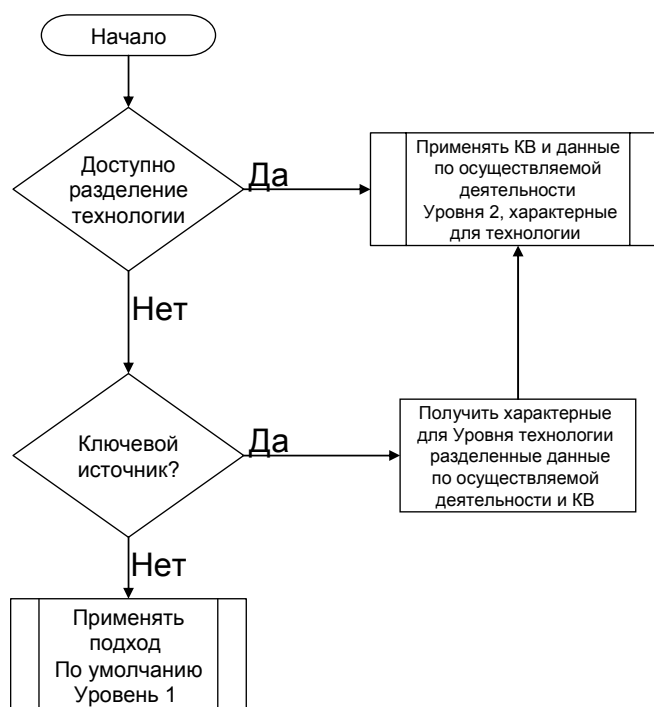 Начало
Доступно
разделение
технологии
Да
Применять КВ и данные
по осуществляемой
деятельности
Уровня 2, характерные
для технологии
Нет
Ключевой
источник?
Да
Получить характерные
для Уровня технологии
разделенные данные
по осуществляемой
деятельности и КВ
Нет
Применять
подход
По умолчанию
Уровень 1